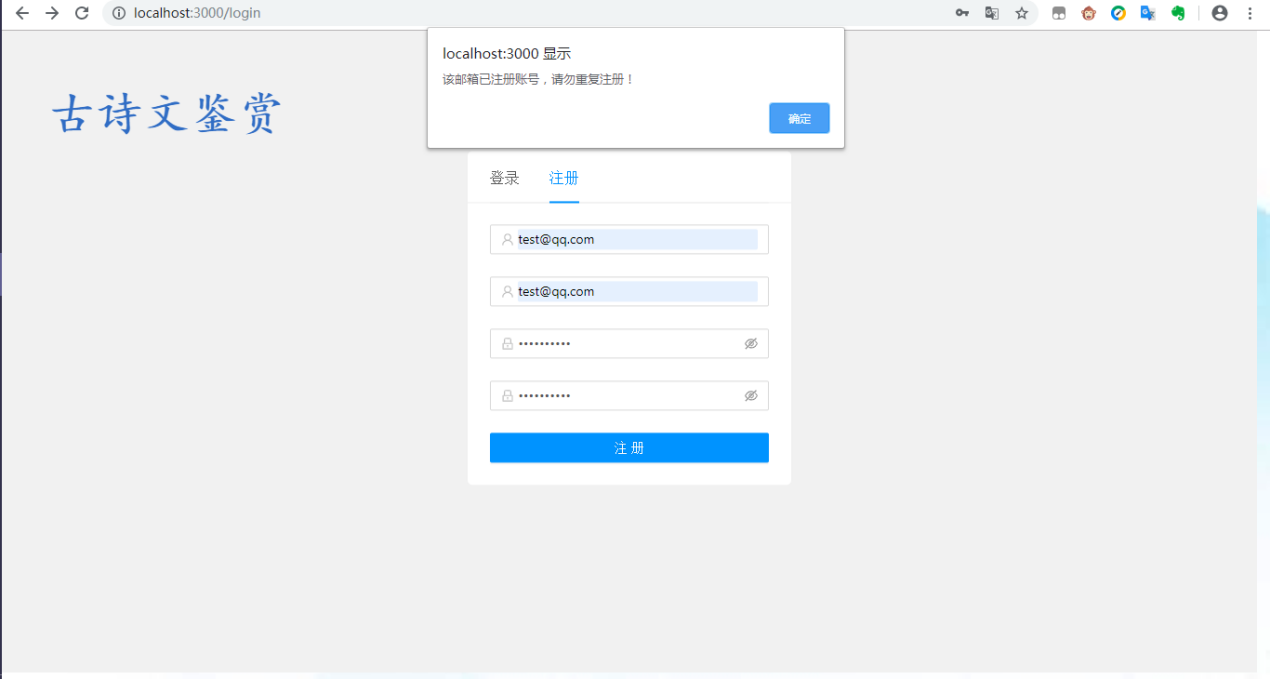 localhost:3000/login
localhost:3000 显示
该邮箱已注册账号，请勿重复注册！
确定
古诗文鉴赏
登录 注册
test@qq.com
test@qq.com
••••••••••
••••••••••
注 册